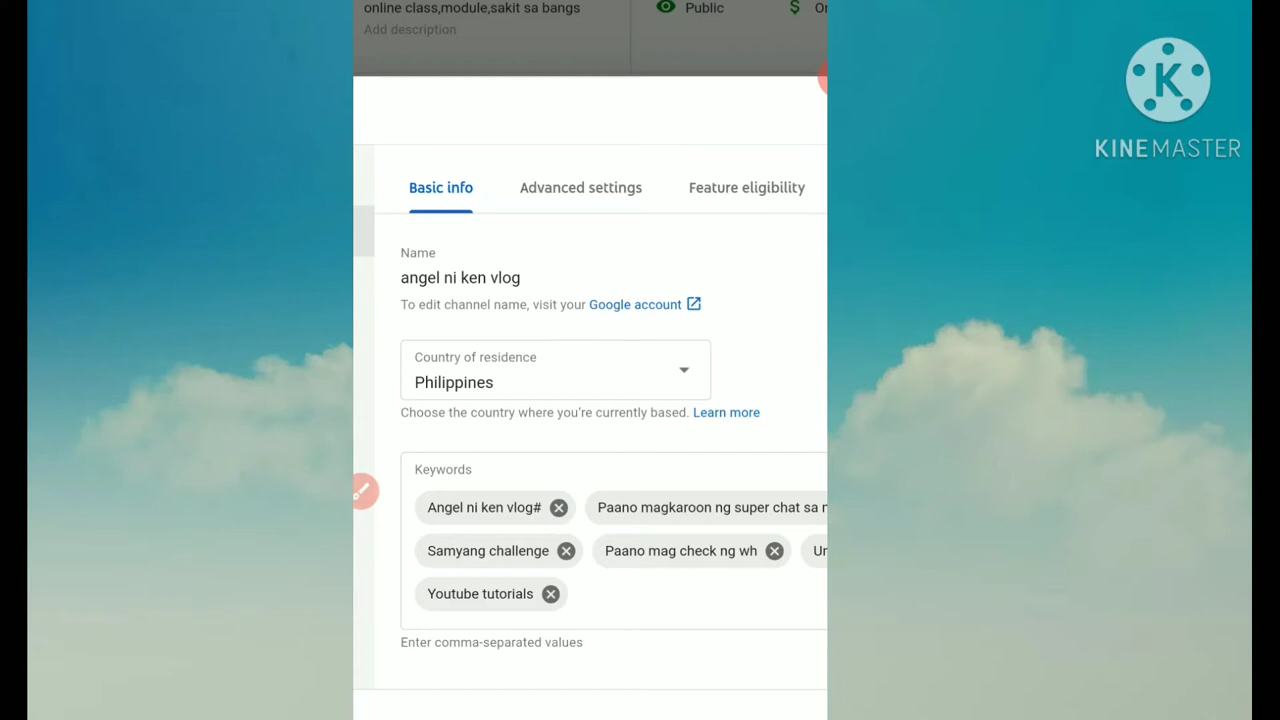 online class,module,sakit sa bangs
Add description
Public
$
K
KINEMASTER
Basic info
Advanced settings
Feature eligibility
Name
angel ni ken vlog
To edit channel name, visit your Google account
Country of residence
Philippines
Choose the country where you're currently based. Learn more
Keywords
Angel ni ken vlog#
Paano magkaroon ng super chat sa
Samyang challenge
Paano mag check ng wh
Youtube tutorials
Enter comma-separated values